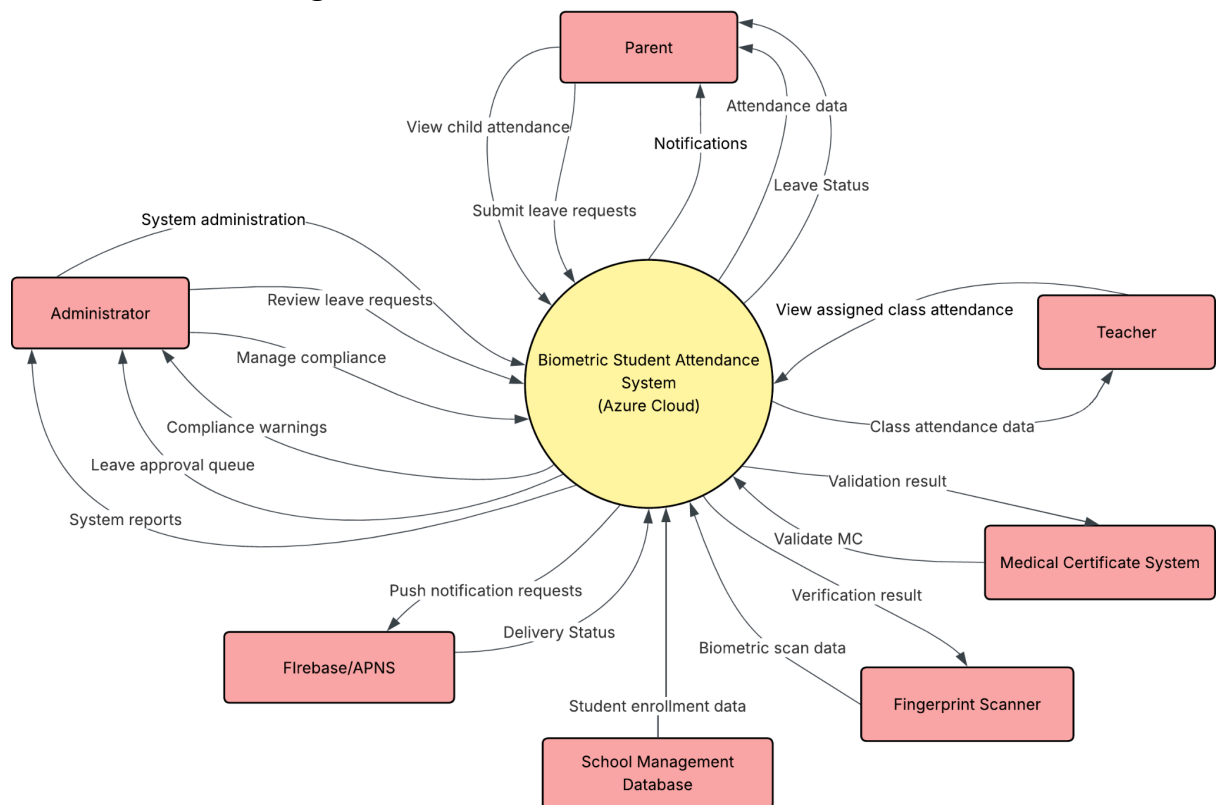 Parent
View child attendance
Attendance data
Notifications
Leave Status
Submit leave requests
System administration
Administrator
Review leave requests
Manage compliance
View assigned class attendance
Teacher
Biometric Student Attendance
System
(Azure Cloud)
Compliance warnings
Class attendance data
Leave approval queue
Validation result
System reports
Validate MC
Medical Certificate System
Push notification requests
Verification result
Delivery Status
Biometric scan data
FIrebase/APNS
Fingerprint Scanner
Student enrollment data
School Management
Database